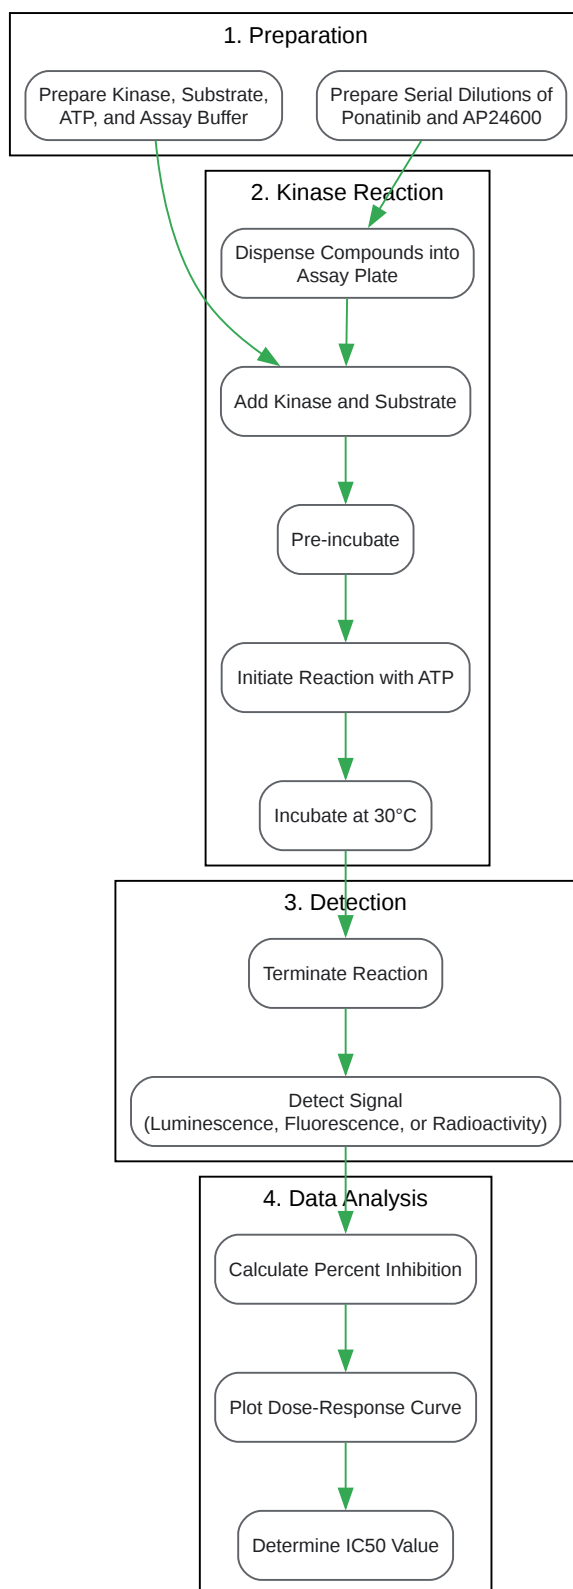 1. Preparation
Prepare Kinase, Substrate,
ATP, and Assay Buffer
Prepare Serial Dilutions of
Ponatinib and AP24600
2. Kinase Reaction
Dispense Compounds into
Assay Plate
Add Kinase and Substrate
Pre-incubate
Initiate Reaction with ATP
Incubate at 30°C
3. Detection
Terminate Reaction
Detect Signal
(Luminescence, Fluorescence, or Radioactivity)
4. Data Analysis
Calculate Percent Inhibition
Plot Dose-Response Curve
Determine IC50 Value